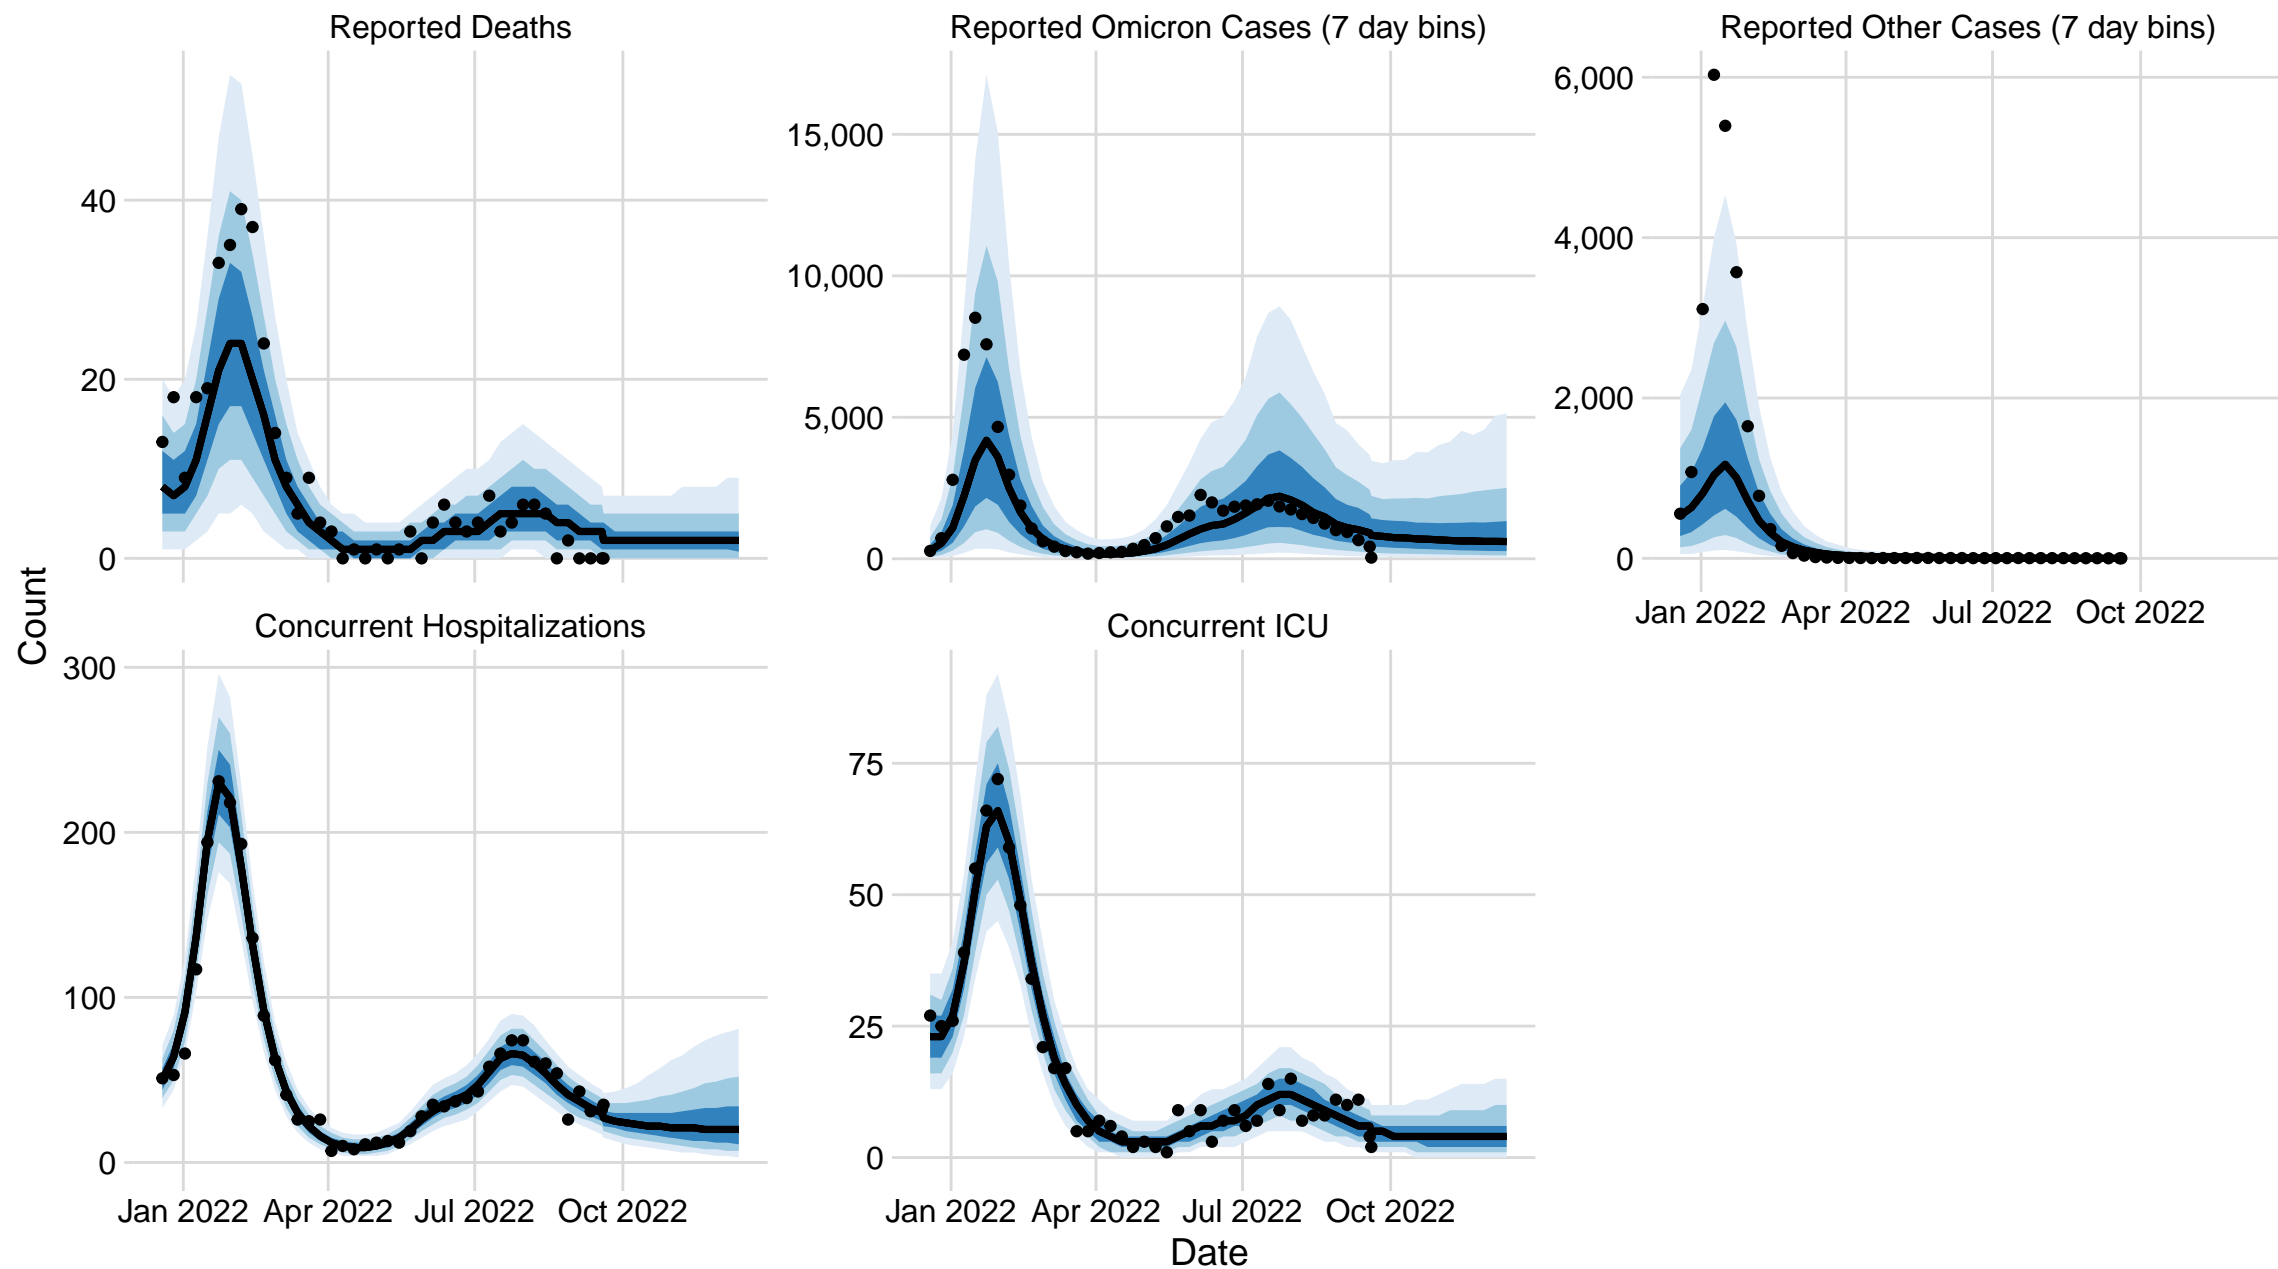 Reported Deaths
Reported Omicron Cases (7 day bins)
Reported Other Cases (7 day bins)
40
20
0
15,000
10,000
5,000
0
6,000
4,000
2,000
0
Jan 2022 Apr 2022 Jul 2022 Oct 2022
Count
Concurrent Hospitalizations
Concurrent ICU
300
200
100
0
75
50
25
0
Jan 2022 Apr 2022 Jul 2022 Oct 2022
Jan 2022 Apr 2022 Jul 2022 Oct 2022
Date